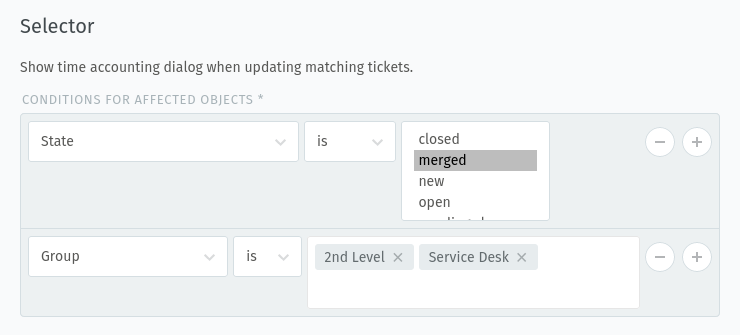 Selector
Show time accounting dialog when updating matching tickets.
CONDITIONS FOR AFFECTED OBJECTS *
State
is
closed
merged
new
open
Group
is
2nd Level ×
Service Desk ×